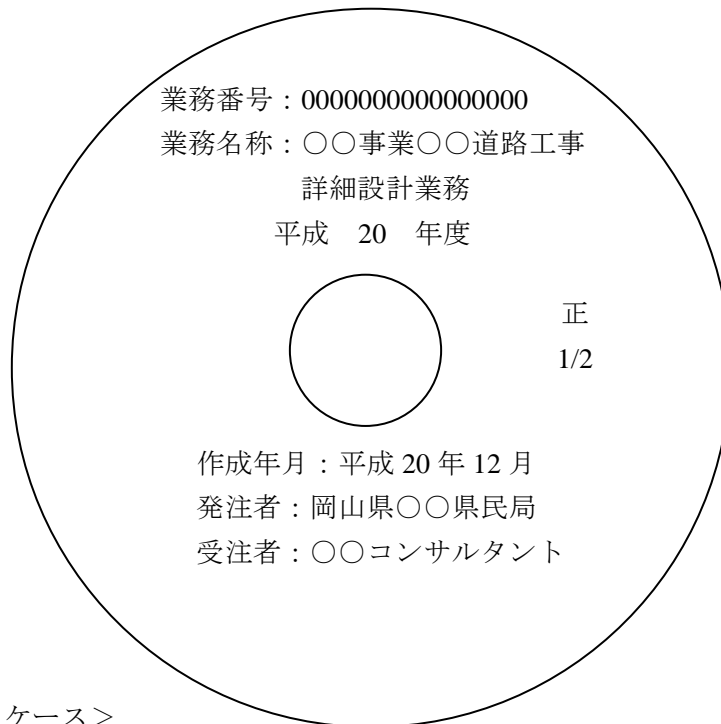 業務番号：0000000000000000
業務名称：○○事業○○道路工事
詳細設計業務
平成　20　年度
正
1/2
作成年月：平成 20 年 12 月
発注者：岡山県○○県民局
受注者：○○コンサルタント
ケース＞